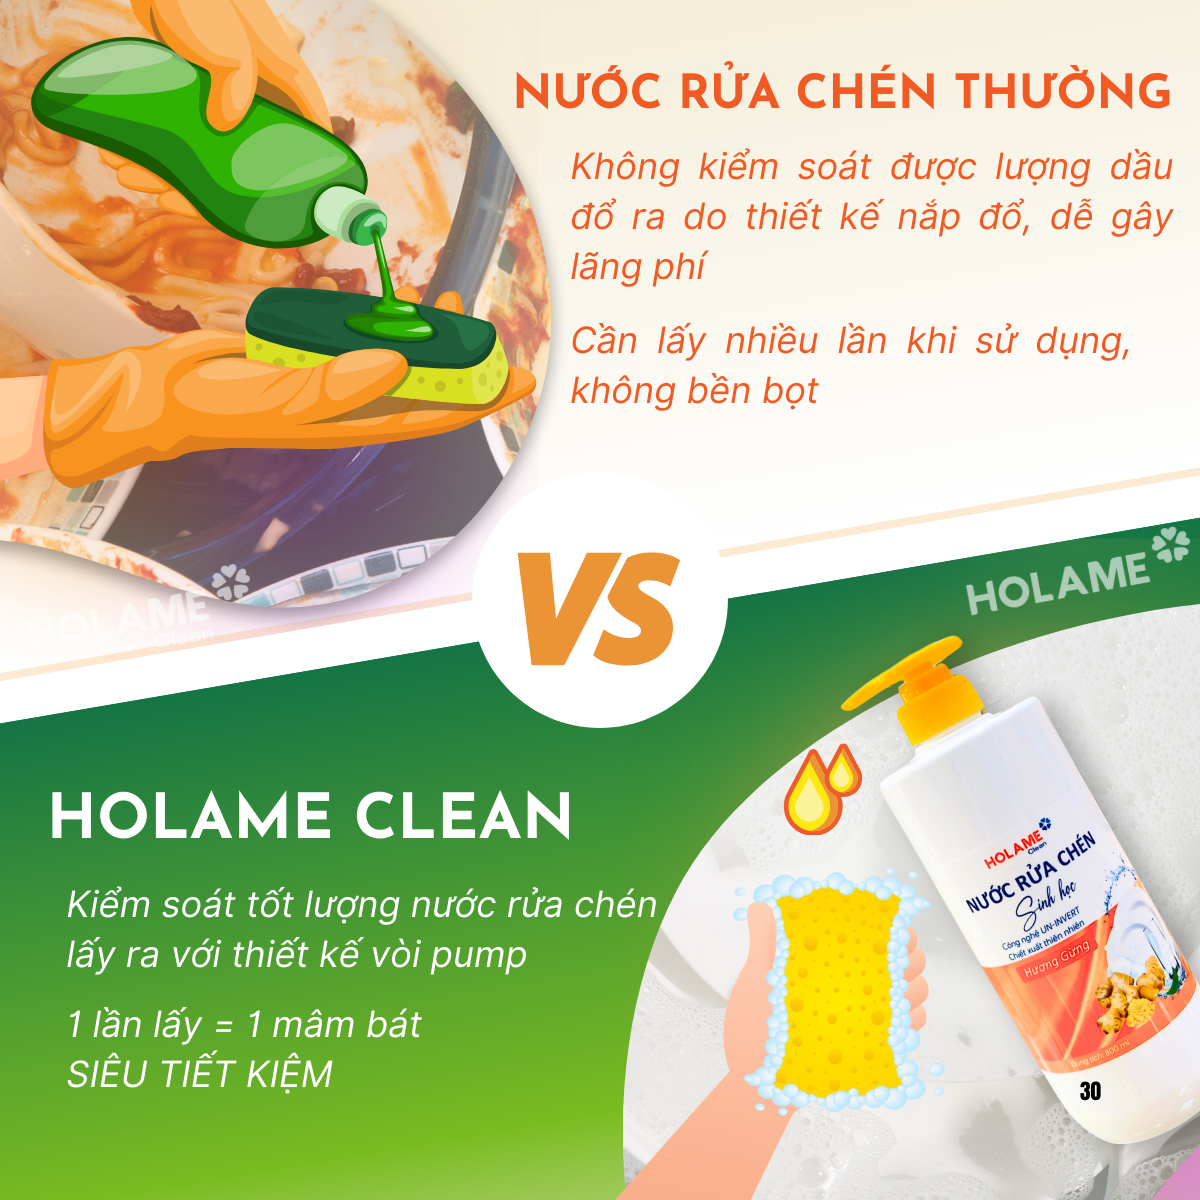 NƯỚC RỬA CHÉN THƯỜNG
Không kiểm soát được lượng dầu
đổ ra do thiết kế nắp đổ, dễ gây
lãng phí
Cần lấy nhiều lần khi sử dụng,
không bền bọt
HOLAME
Clean
VS
HOLAME
HOLAME CLEAN
Kiểm soát tốt lượng nước rửa chén
lấy ra với thiết kế vòi pump
1 lần lấy = 1 mâm bát
SIÊU TIẾT KIỆM
HOLAME
Clean
NƯỚC RỬA CHÉN
Sinh học
Công nghệ UN-INVERT
Chiết xuất thiên nhiên
Hương Gừng
Dung tích: 800 ml
30